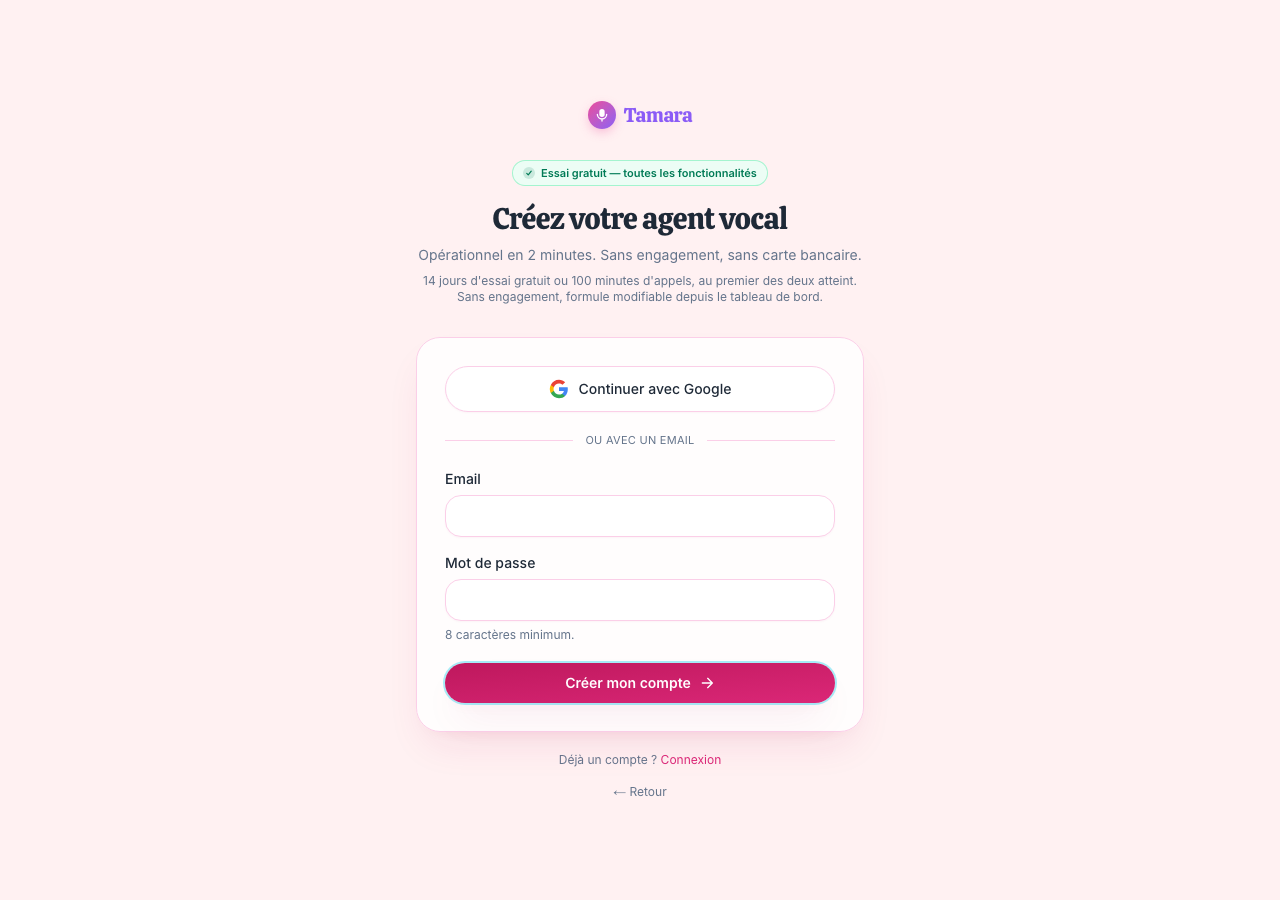 Tamara
Essai gratuit — toutes les fonctionnalités
Créez votre agent vocal
Opérationnel en 2 minutes. Sans engagement, sans carte bancaire.
14 jours d'essai gratuit ou 100 minutes d'appels, au premier des deux atteint.
Sans engagement, formule modifiable depuis le tableau de bord.
Continuer avec Google
OU AVEC UN EMAIL
Email
Mot de passe
8 caractères minimum.
Créer mon compte →
Déjà un compte ? Connexion
← Retour